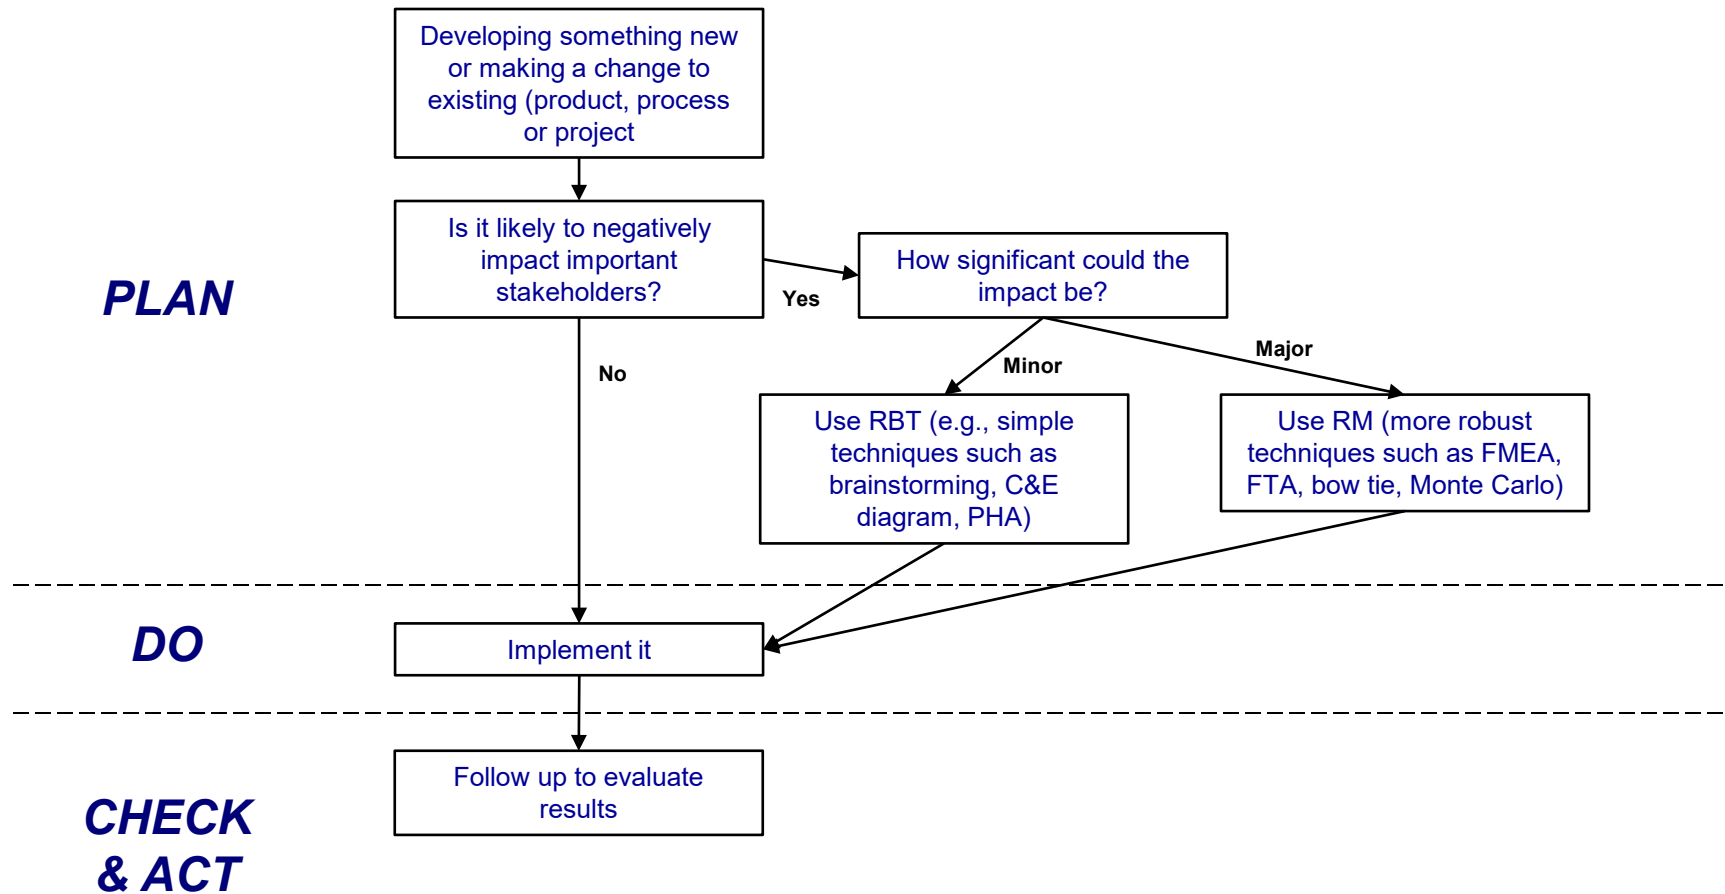 Developing something new
or making a change to
existing (product, process
or project
PLAN
Is it likely to negatively
impact important
stakeholders?
Yes
How significant could the
impact be?
No
Minor
Major
Use RBT (e.g., simple
techniques such as
brainstorming, C&E
diagram, PHA)
Use RM (more robust
techniques such as FMEA,
FTA, bow tie, Monte Carlo)
DO
Implement it
CHECK
& ACT
Follow up to evaluate
results